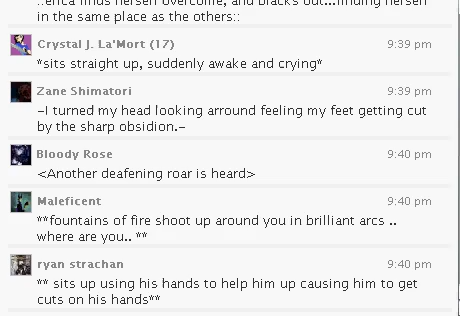 ::erica finds herself overcome, and blacks out...finding herself
in the same place as the others::
Crystal J. La'Mort (17) 9:39 pm
*sits straight up, suddenly awake and crying*
Zane Shimatori 9:39 pm
~I turned my head looking arround feeling my feet getting cut
by the sharp obsidion.~
Bloody Rose 9:40 pm
<Another deafening roar is heard>
Maleficent 9:40 pm
**fountains of fire shoot up around you in brilliant arcs ..
where are you.. **
ryan strachan 9:40 pm
** sits up using his hands to help him up causing him to get
cuts on his hands**